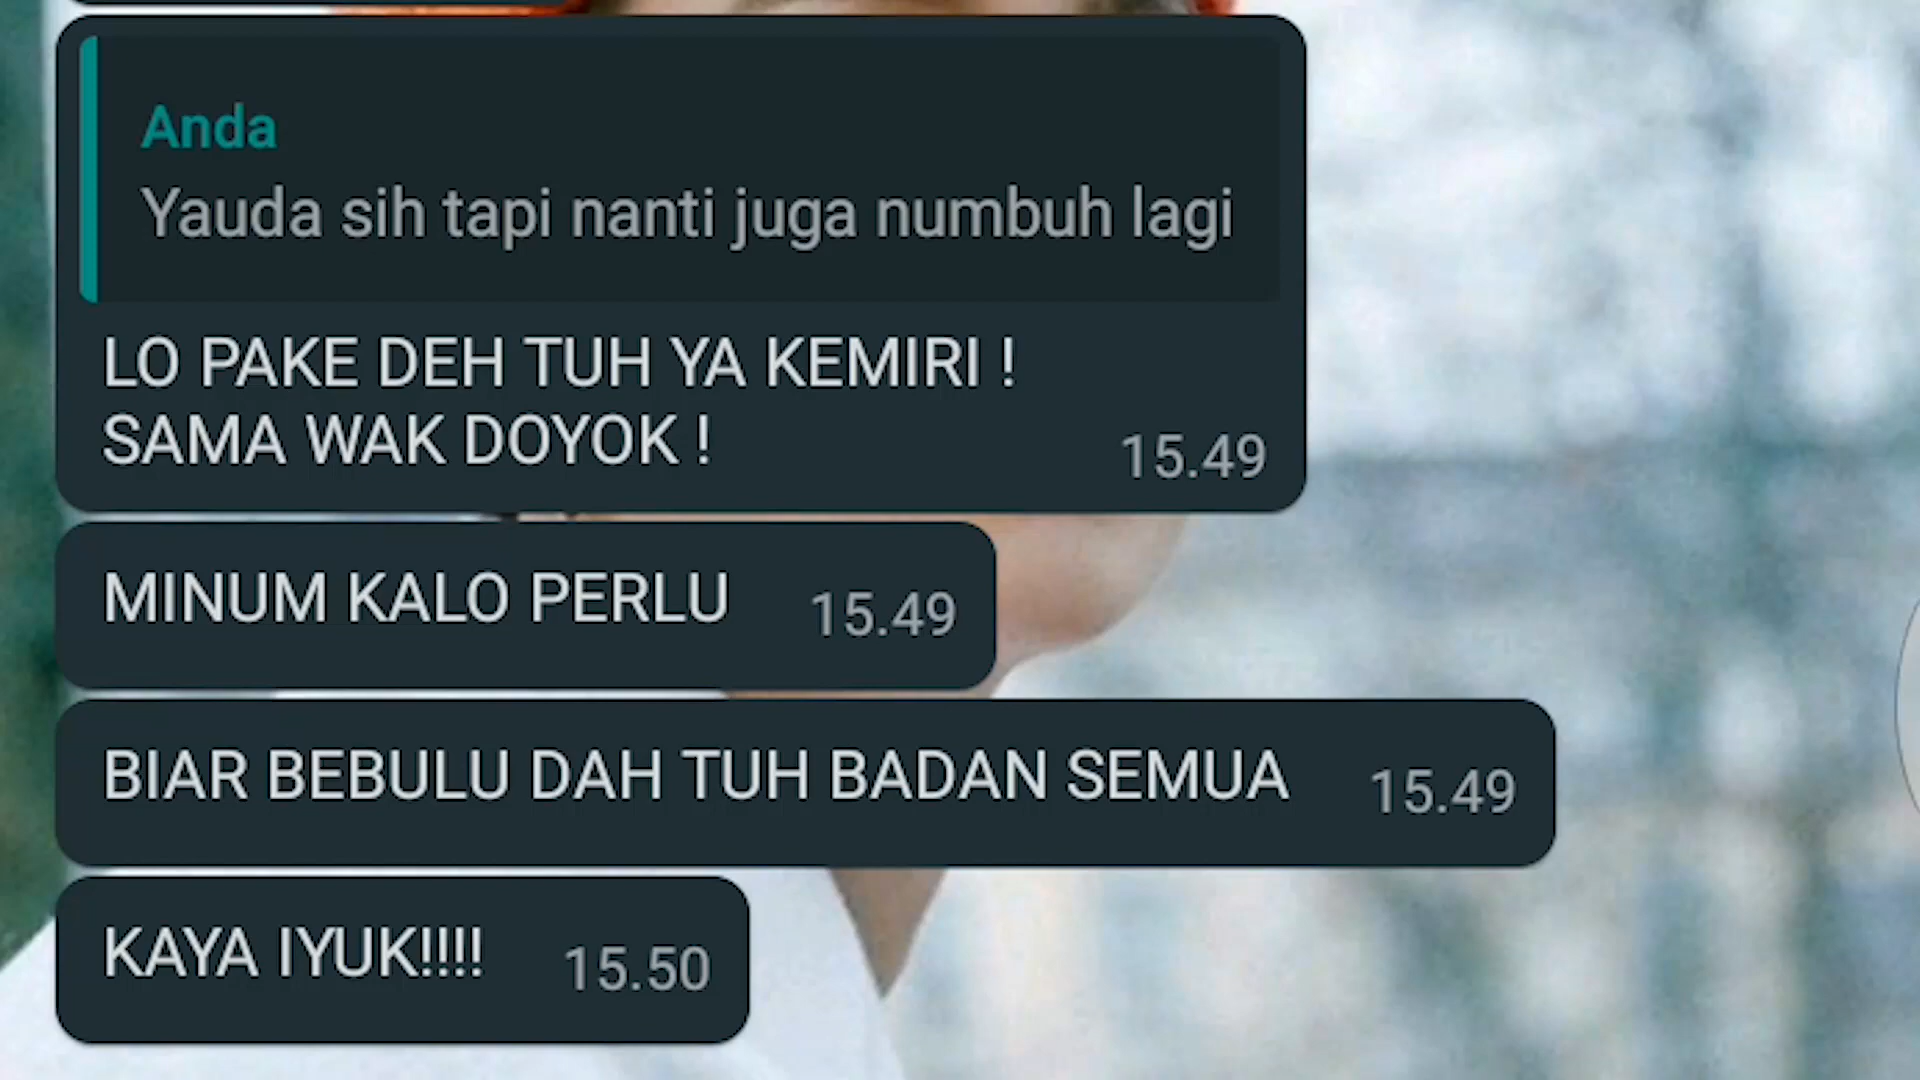 Anda
Yauda sih tapi nanti juga numbuh lagi
LO PAKE DEH TUH YA KEMIRI !
SAMA WAK DOYOK !
15.49
MINUM KALO PERLU 15.49
BIAR BEBULU DAH TUH BADAN SEMUA 15.49
KAYA IYUK!!!! 15.50